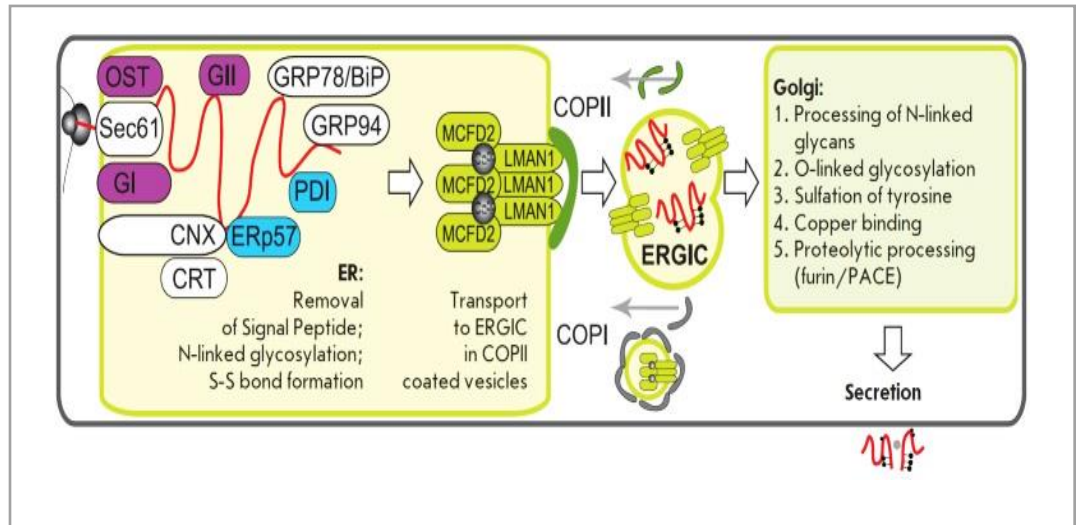 OST
GII
GRP78/BiP
Sec61
GRP94
GI
PDI
CNX
ERp57
CRT
ER:
Removal
of Signal Peptide;
N-linked glycosylation;
S-S bond formation
MCFD2
LMAN1
MCFD2
LMAN1
LMAN1
MCFD2
Transport
to ERGIC
in COPII
coated vesicles
COPII
ERGIC
COPI
Golgi:
1. Processing of N-linked
glycans
2. O-linked glycosylation
3. Sulfation of tyrosine
4. Copper binding
5. Proteolytic processing
(furin/PACE)
Secretion